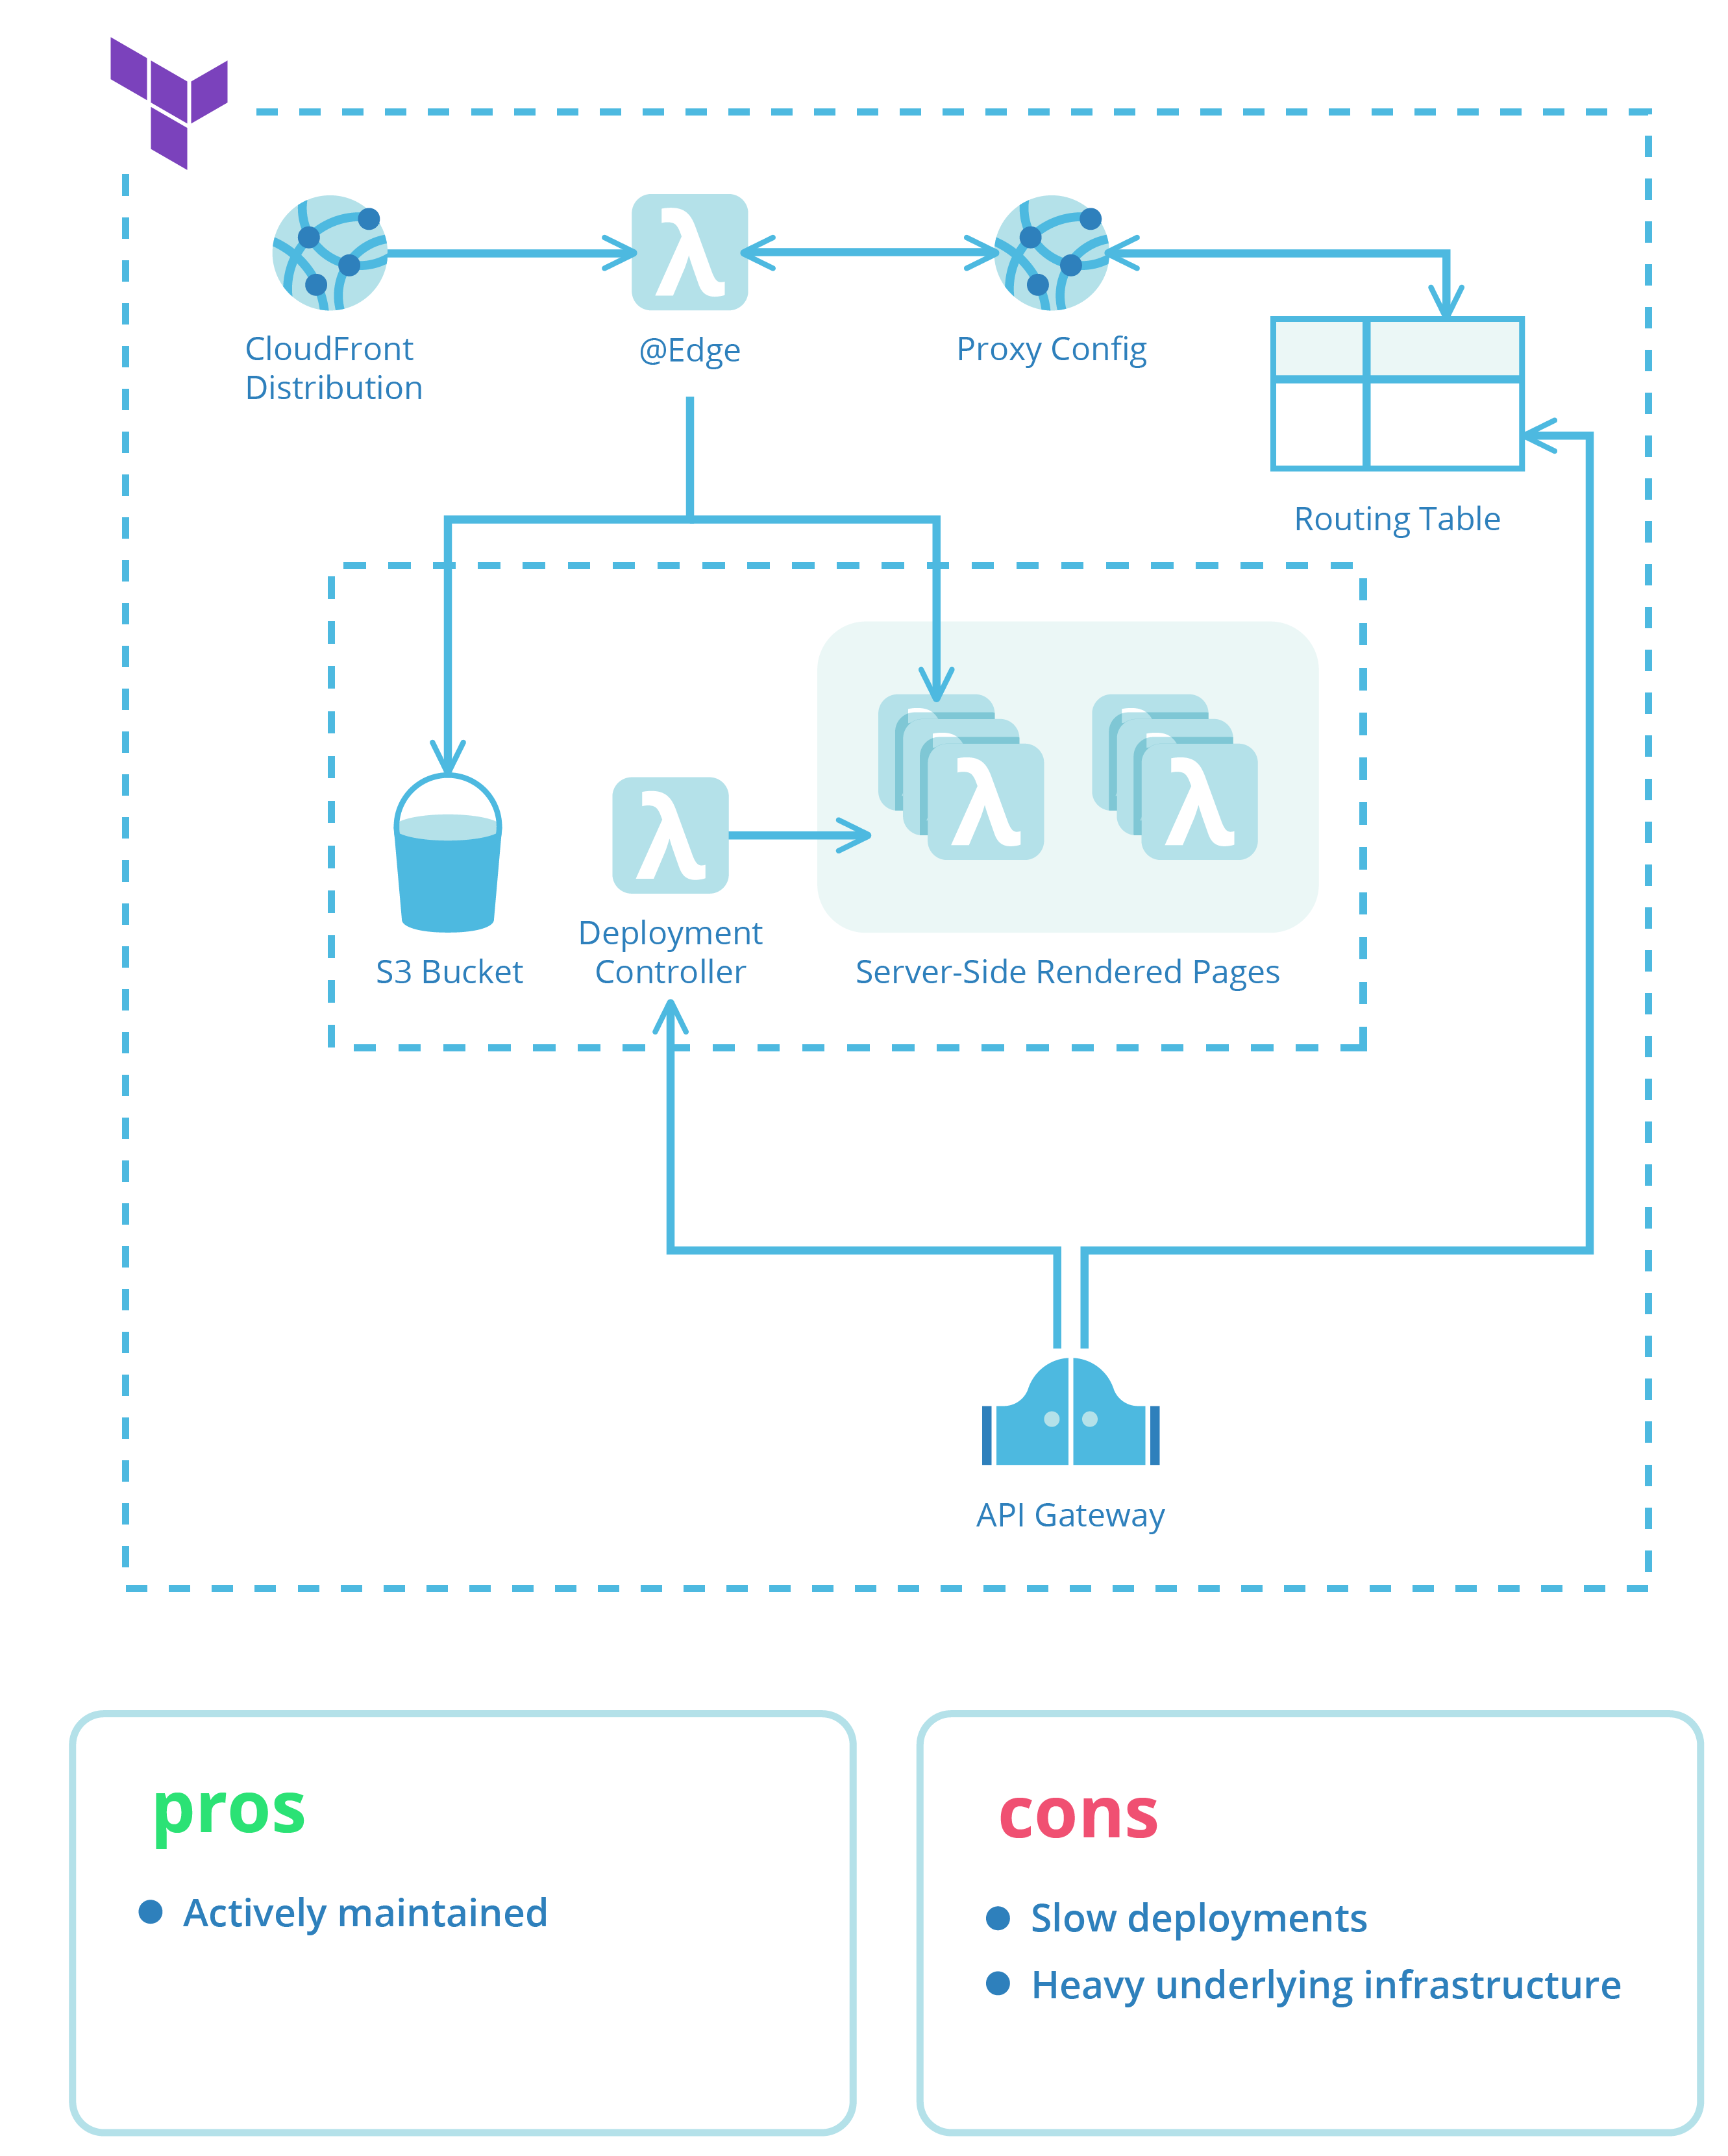 CloudFront
Distribution
@Edge
Proxy Config
Routing Table
S3 Bucket
Deployment
Controller
Server-Side Rendered Pages
API Gateway
pros
Actively maintained
cons
Slow deployments
Heavy underlying infrastructure